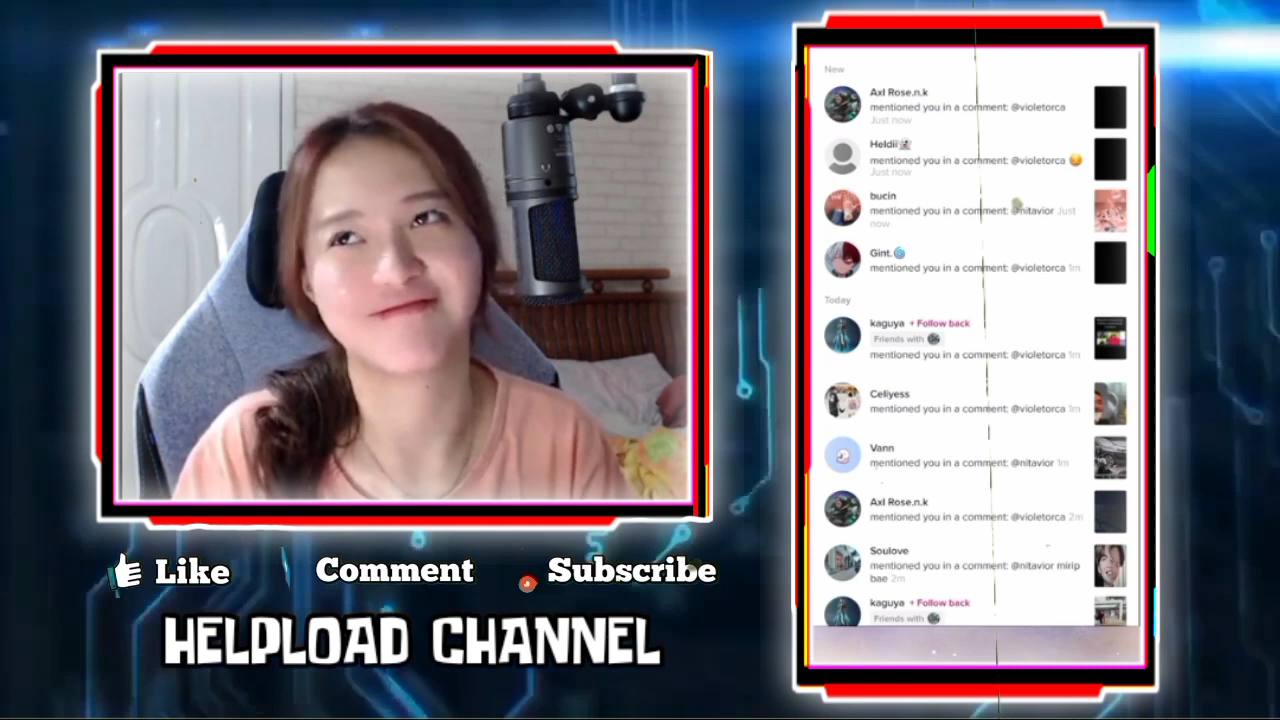 New
Axl Rose.n.k
mentioned you in a comment: @violetorca
Just now
Heldii
mentioned you in a comment: @violetorca 
Just now
bucin
mentioned you in a comment: @nitavior Just
now
Gint.🌀
mentioned you in a comment: @violetorca 1m
Today
kaguya + Follow back
Friends with
mentioned you in a comment: @violetorca 1m
Celiyess
mentioned you in a comment: @violetorca 1m
Vann
mentioned you in a comment: @nitavior 1m
Axl Rose.n.k
mentioned you in a comment: @violetorca 2m
Soulove
mentioned you in a comment: @nitavior mirip
bae 2m
kaguya + Follow back
Friends with
Like Comment Subscribe
HELPLOAD CHANNEL